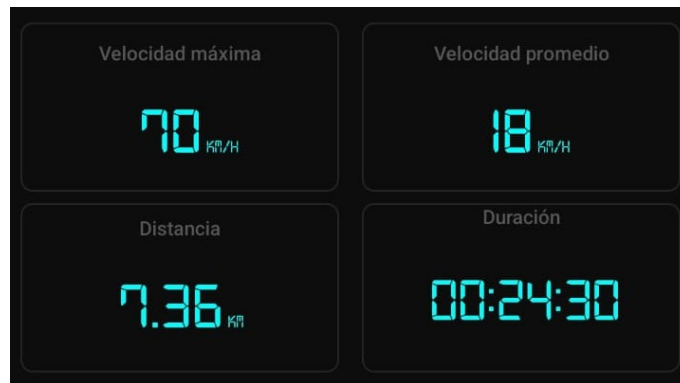 Velocidad máxima
70 KM/H
Velocidad promedio
18 KM/H
Distancia
7.36 KM
Duración
00:24:30